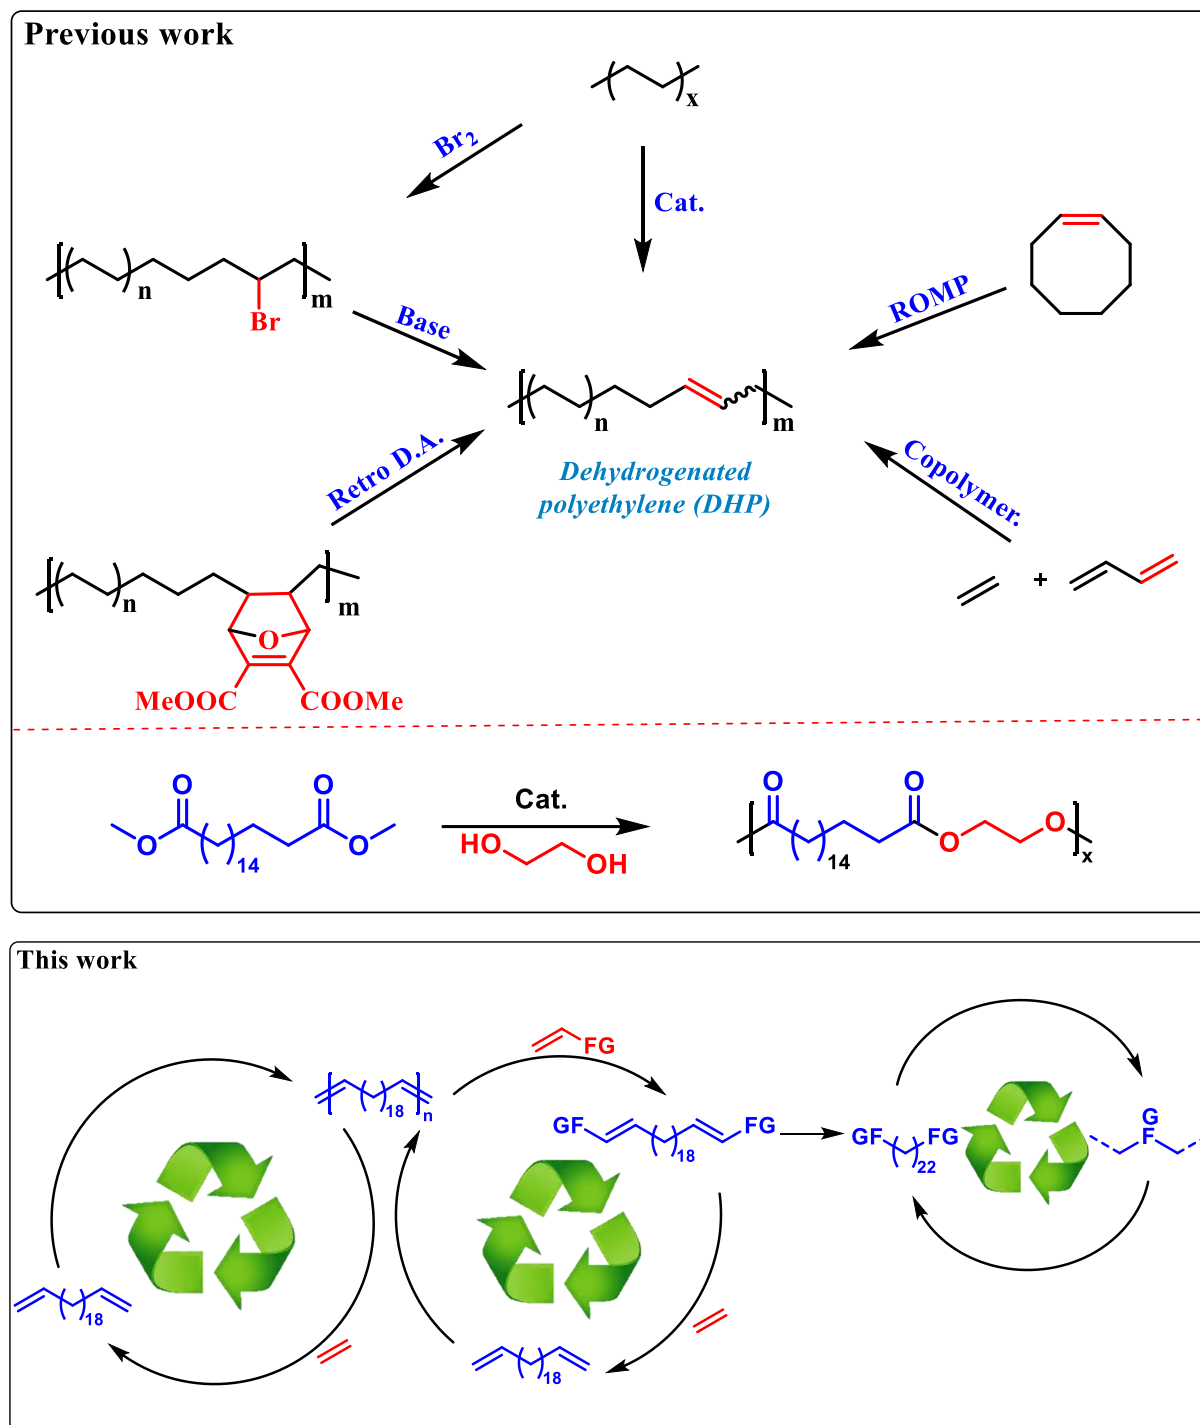 Previous work
x
Br2
Cat.
n
m
Br
Base
ROMP
n
m
Dehydrogenated
polyethylene (DHP)
Retro D.A.
Copolymer.
n
m
O
MeOOC
COOMe
+
O
O
O
O
14
Cat.
HO
OH
O
O
O
O
14
x
This work
FG
18
n
GF
FG
18
GF
FG
22
G
F
18
18